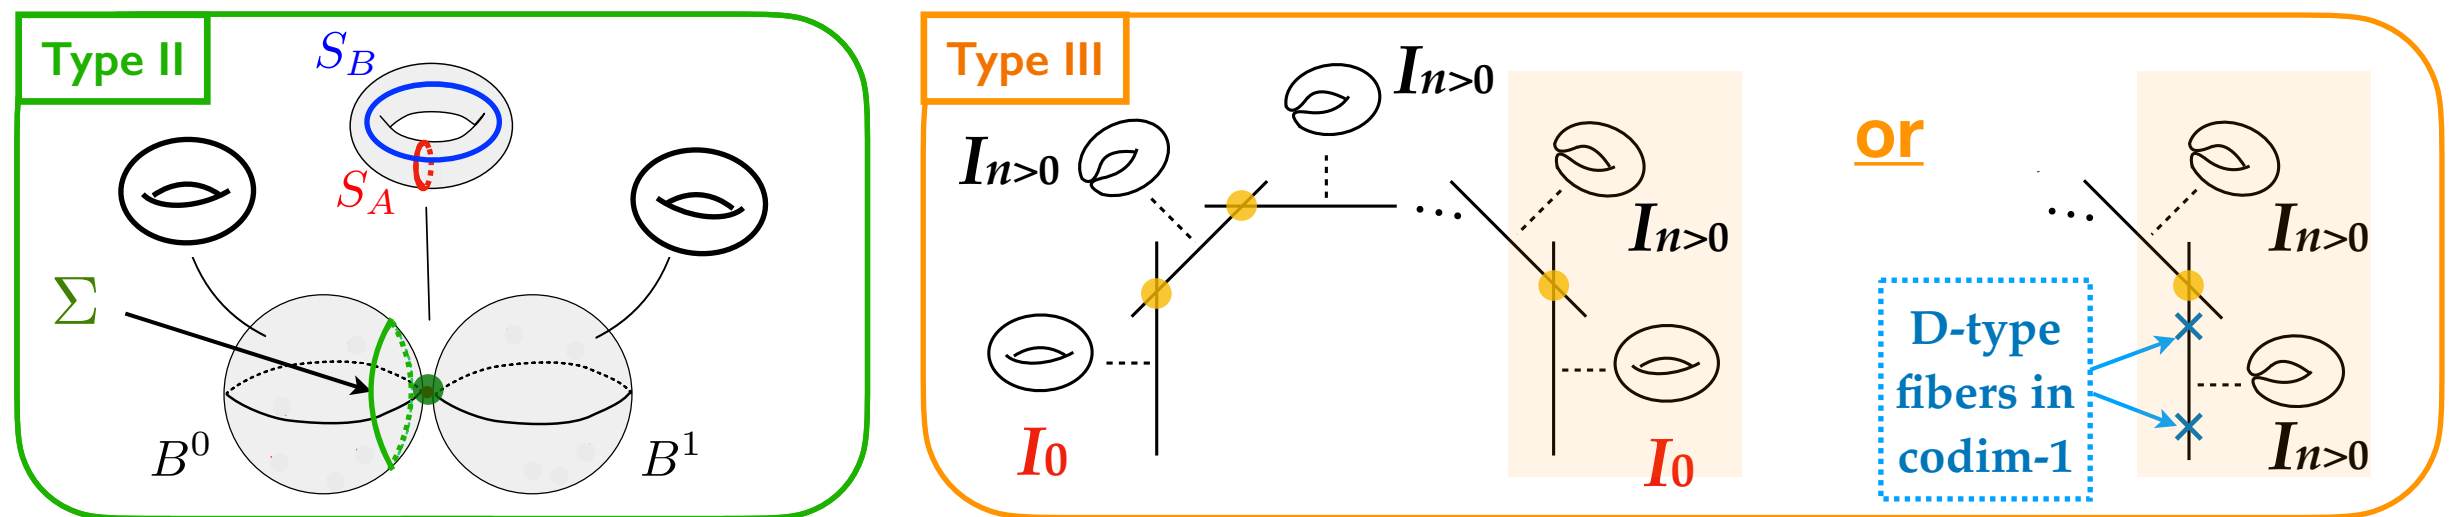 Type II
S_B
S_A
Σ
B^0
B^1
Type III
I_{n>0}
I_{n>0}
I_{n>0}
I_0
I_0
...
or
...
I_{n>0}
I_{n>0}
D-type
fibers in
codim-1